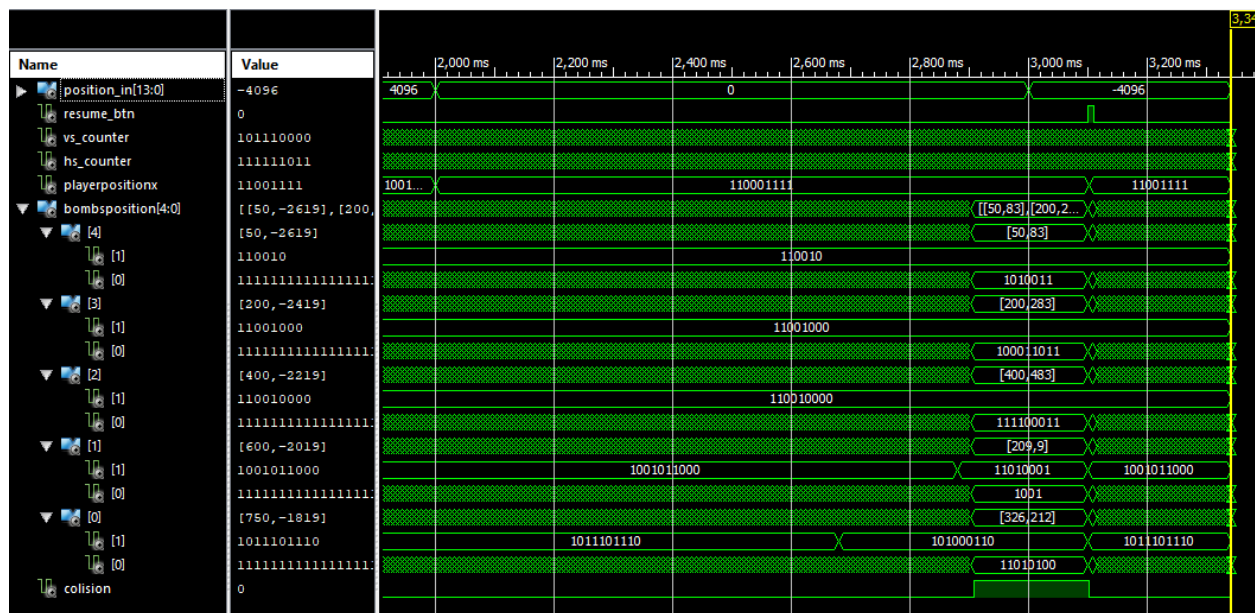 3,34
Name Value 2,000 ms 2,200 ms 2,400 ms 2,600 ms 2,800 ms 3,000 ms 3,200 ms
position_in[13:0] -4096 4096 0 -4096
resume_btn 0
vs_counter 101110000
hs_counter 111111011
playerpositionx 11001111 1001... 110001111 11001111
bombsposition[4:0] [[50,-2619],[200, [[50,83],[200,2...
[4] [50,-2619] [50,83]
[1] 110010 110010
[0] 11111111111111111: 1010011
[3] [200,-2419] [200,283]
[1] 11001000 11001000
[0] 11111111111111111: 100011011
[2] [400,-2219] [400,483]
[1] 110010000 110010000
[0] 11111111111111111: 111100011
[1] [600,-2019] [209,9]
[1] 1001011000 1001011000 11010001 1001011000
[0] 11111111111111111: 1001
[0] [750,-1819] [326,212]
[1] 1011101110 1011101110 101000110 1011101110
[0] 11111111111111111: 11010100
colision 0